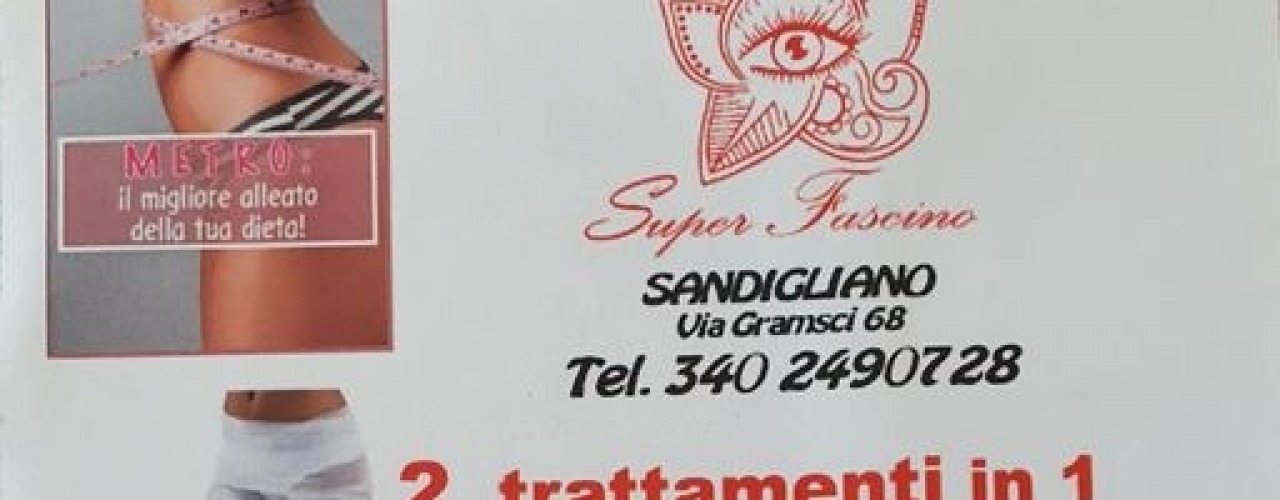 METRO:
il migliore alleato
della tua dieta!
Super Fascino
SANDIGLIANO
Via Gramsci 68
Tel. 340 2490728
2 trattamenti in 1